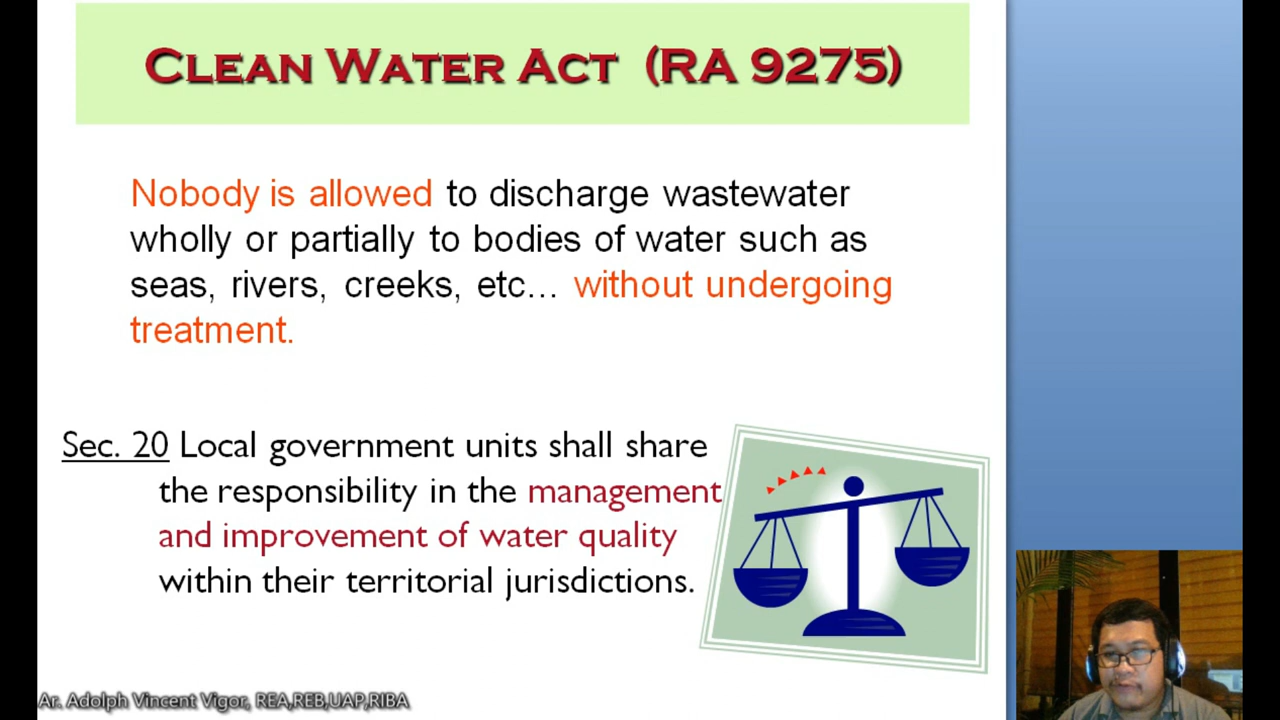 CLEAN WATER ACT (RA 9275)
Nobody is allowed to discharge wastewater
wholly or partially to bodies of water such as
seas, rivers, creeks, etc... without undergoing
treatment.
Sec. 20 Local government units shall share
the responsibility in the management
and improvement of water quality
within their territorial jurisdictions.
Ar. Adolph Vincent Vigor, REA,REB,UAP,RIBA